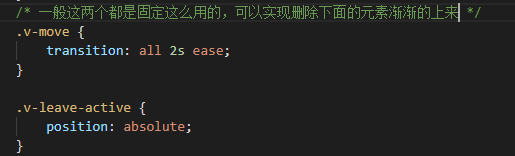 /* 一般这两个都是固定这么用的，可以实现删除下面的元素渐渐的上来 */
.v-move {
    transition: all 2s ease;
}
.v-leave-active {
    position: absolute;
}